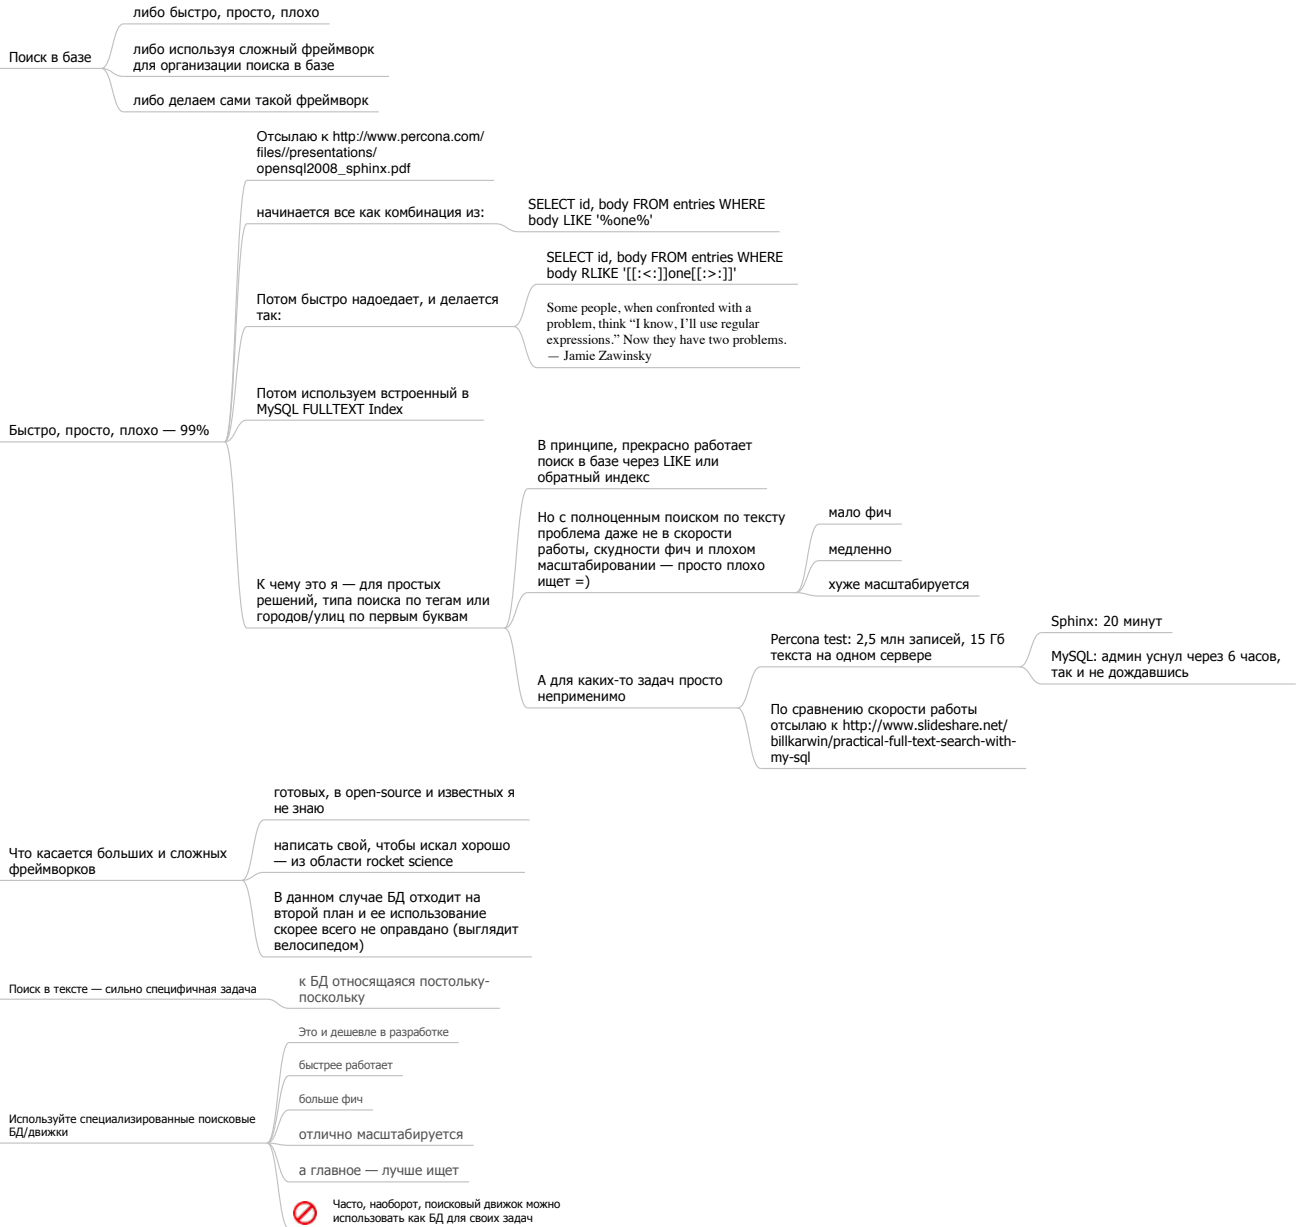 Поиск в базе
либо быстро, просто, плохо
либо используя сложный фреймворк
для организации поиска в базе
либо делаем сами такой фреймворк
Быстро, просто, плохо — 99%
Отсылаю к http://www.percona.com/
files//presentations/
opensql2008_sphinx.pdf
начинается все как комбинация из:
SELECT id, body FROM entries WHERE
body LIKE '%one%'
Потом быстро надоедает, и делается
так:
SELECT id, body FROM entries WHERE
body RLIKE '[[:<:]]one[[:>:]]'
Some people, when confronted with a
problem, think “I know, I’ll use regular
expressions.” Now they have two problems.
— Jamie Zawinsky
Потом используем встроенный в
MySQL FULLTEXT Index
К чему это я — для простых
решений, типа поиска по тегам или
городов/улиц по первым буквам
В принципе, прекрасно работает
поиск в базе через LIKE или
обратный индекс
Но с полноценным поиском по тексту
проблема даже не в скорости
работы, скудности фич и плохом
масштабировании — просто плохо
ищет =)
мало фич
медленно
хуже масштабируется
А для каких-то задач просто
неприменимо
Percona test: 2,5 млн записей, 15 Гб
текста на одном сервере
Sphinx: 20 минут
MySQL: админ уснул через 6 часов,
так и не дождавшись
По сравнению скорости работы
отсылаю к http://www.slideshare.net/
billkarwin/practical-full-text-search-with-
my-sql
Что касается больших и сложных
фреймворков
готовых, в open-source и известных я
не знаю
написать свой, чтобы искал хорошо
— из области rocket science
В данном случае БД отходит на
второй план и ее использование
скорее всего не оправдано (выглядит
велосипедом)
Поиск в тексте — сильно специфичная задача
к БД относящаяся постольку-
поскольку
Используйте специализированные поисковые
БД/движки
Это и дешевле в разработке
быстрее работает
больше фич
отлично масштабируется
а главное — лучше ищет
Часто, наоборот, поисковый движок можно
использовать как БД для своих задач